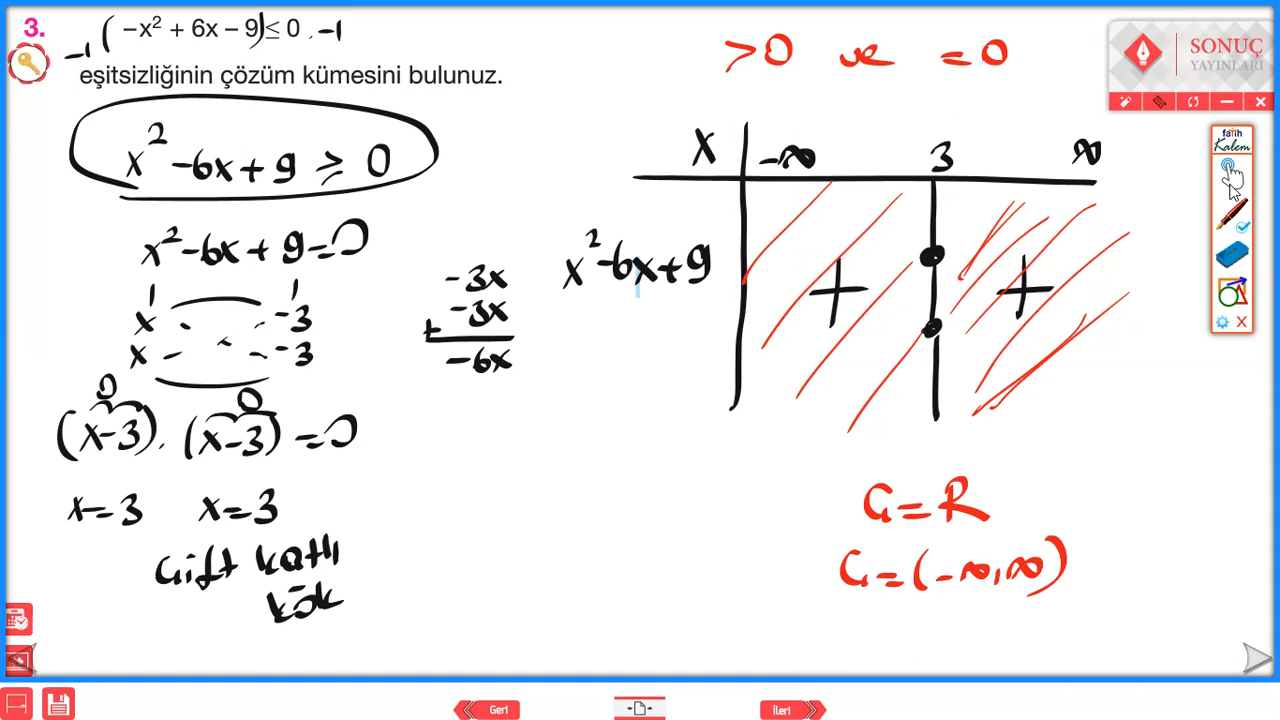 3.
-1 ( -x² + 6x – 9) ≤ 0 . -1
eşitsizliğinin çözüm kümesini bulunuz.
x² -6x + 9 ⩾ 0
x² -6x + 9 = 0
x -3
x -3
-3x
-3x
+
-6x
0 0
(x-3) . (x-3) = 0
x=3 x=3
Çift katlı
kök
>0 ve =0
x -∞ 3 ∞
x² -6x + 9 + +
Ç = R
Ç = (-∞,∞)
SONUÇ
YAYINLARI
fatih
Kalem
Geri
İleri